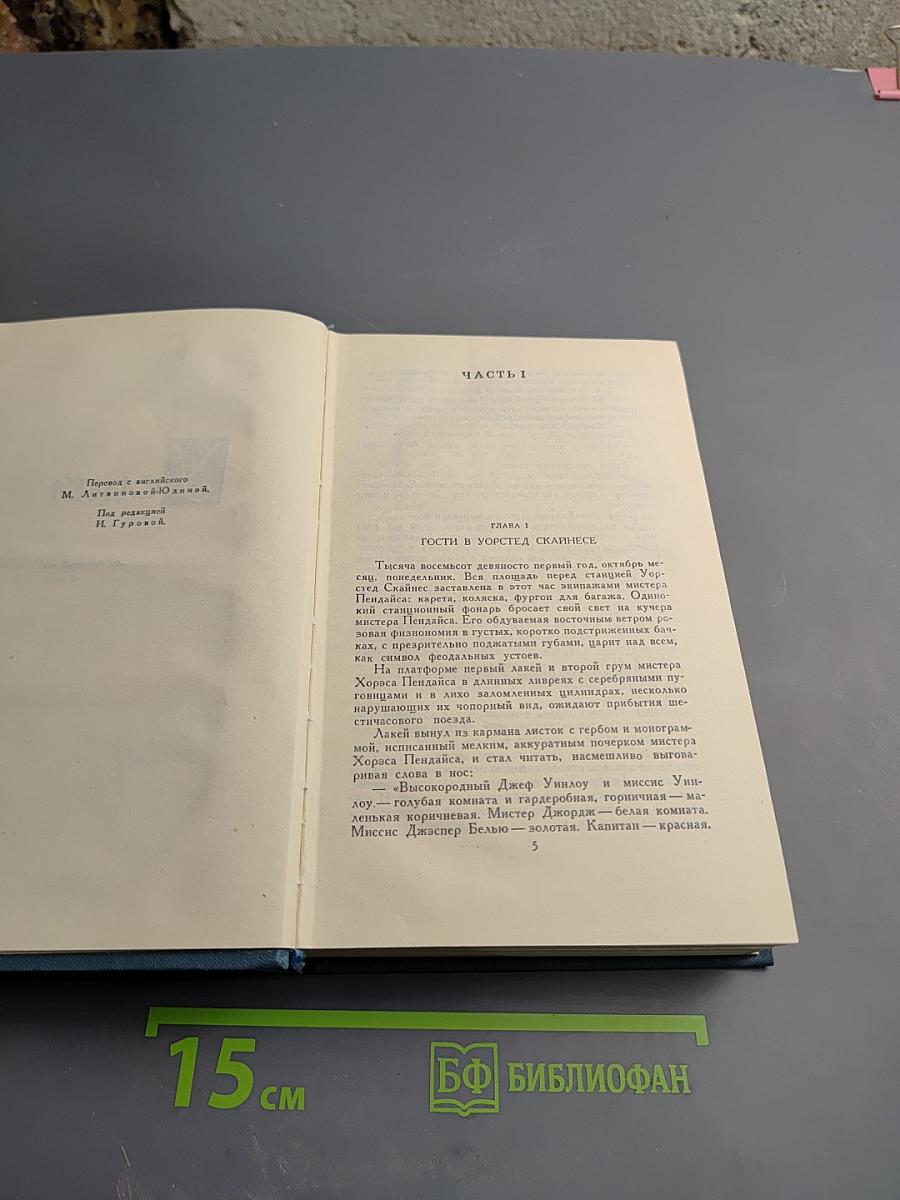 Перевод с английского
М. Литвиновой-Юдиной.
Под редакцией
И. Гуровой.
ЧАСТЬ I
ГЛАВА 1
ГОСТИ В УОРСТЕД СКАЙНЕСЕ
Тысяча восемьсот девяносто первый год, октябрь ме-
сяц, понедельник. Вся площадь перед станцией Уор-
стед Скайнес заставлена в этот час экипажами мистера
Пендайса: карета, коляска, фургон для багажа. Одино-
кий станционный фонарь бросает свой свет на кучера
мистера Пендайса. Его обдуваемая восточным ветром ро-
зовая физиономия в густых, коротко подстриженных бач-
ках, с презрительно поджатыми губами, царит над всем,
как символ феодальных устоев.
На платформе первый лакей и второй грум мистера
Хорэса Пендайса в длинных ливреях с серебряными пу-
говицами и в лихо заломленных цилиндрах, несколько
нарушающих их чопорный вид, ожидают прибытия ше-
стичасового поезда.
Лакей вынул из кармана листок с гербом и монограм-
мой, исписанный мелким, аккуратным почерком мистера
Хорэса Пендайса, и стал читать, насмешливо выгова-
ривая слова в нос:
— «Высокородный Джеф Уинлоу и миссис Уин-
лоу.— голубая комната и гардеробная, горничная — ма-
ленькая коричневая. Мистер Джордж — белая комната.
Миссис Джэспер Белью — золотая. Капитан — красная.
5
15 см
БФ БИБЛИОФАН